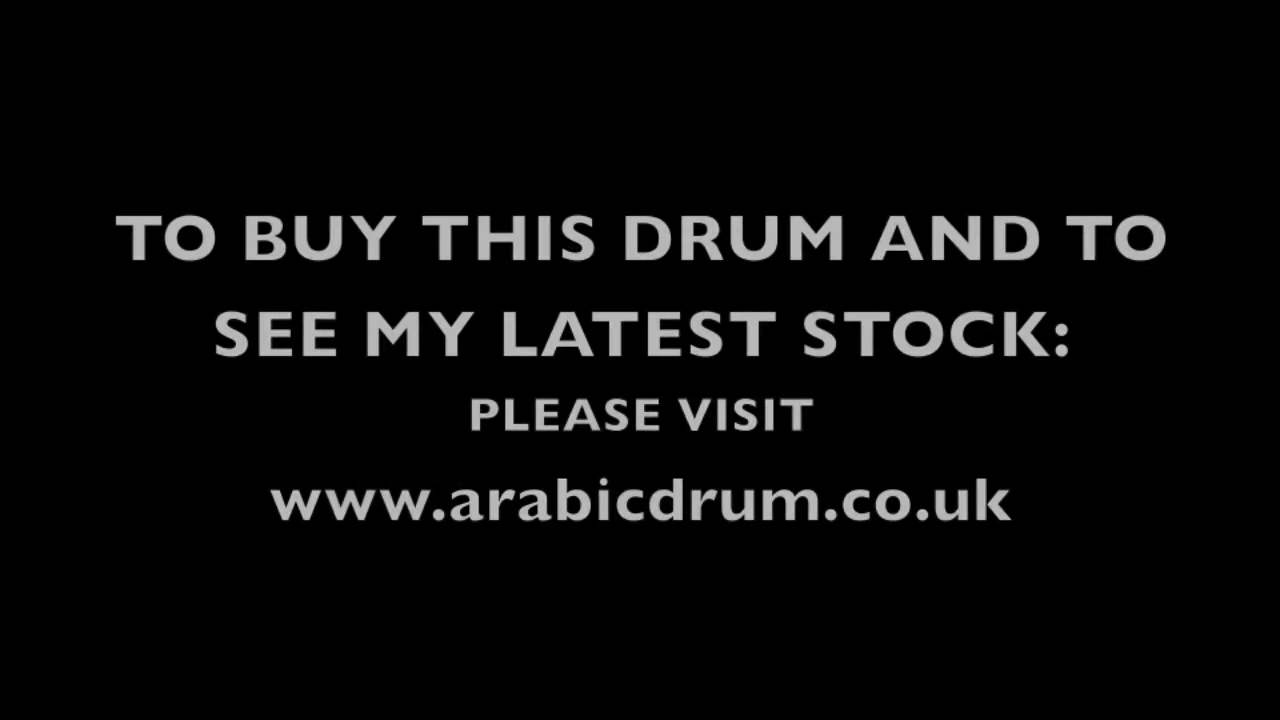 TO BUY THIS DRUM AND TO
SEE MY LATEST STOCK:
PLEASE VISIT
www.arabicdrum.co.uk